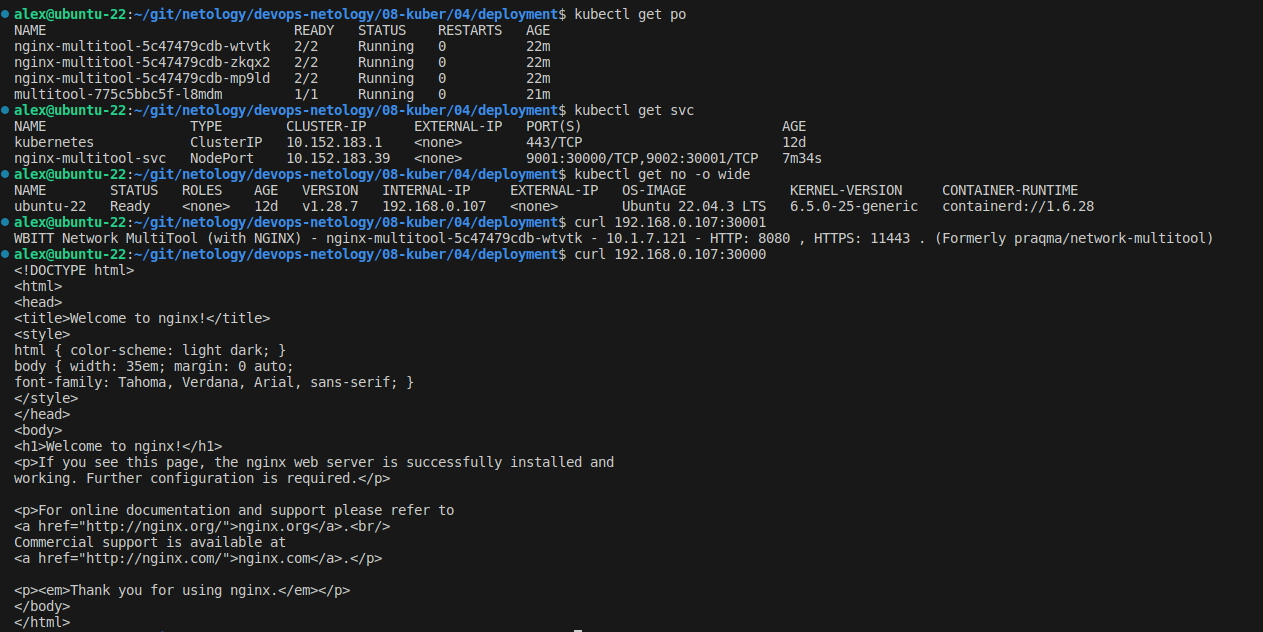 alex@ubuntu-22:~/git/netology/devops-netology/08-kuber/04/deployment$ kubectl get po
NAME                               READY   STATUS    RESTARTS   AGE
nginx-multitool-5c47479cdb-wtvtk   2/2     Running   0          22m
nginx-multitool-5c47479cdb-zkqx2   2/2     Running   0          22m
nginx-multitool-5c47479cdb-mp9ld   2/2     Running   0          22m
multitool-775c5bbc5f-l8mdm         1/1     Running   0          21m
alex@ubuntu-22:~/git/netology/devops-netology/08-kuber/04/deployment$ kubectl get svc
NAME                  TYPE        CLUSTER-IP      EXTERNAL-IP   PORT(S)                         AGE
kubernetes            ClusterIP   10.152.183.1    <none>        443/TCP                         12d
nginx-multitool-svc   NodePort    10.152.183.39   <none>        9001:30000/TCP,9002:30001/TCP   7m34s
alex@ubuntu-22:~/git/netology/devops-netology/08-kuber/04/deployment$ kubectl get no -o wide
NAME        STATUS   ROLES    AGE   VERSION   INTERNAL-IP     EXTERNAL-IP   OS-IMAGE             KERNEL-VERSION     CONTAINER-RUNTIME
ubuntu-22   Ready    <none>   12d   v1.28.7   192.168.0.107   <none>        Ubuntu 22.04.3 LTS   6.5.0-25-generic   containerd://1.6.28
alex@ubuntu-22:~/git/netology/devops-netology/08-kuber/04/deployment$ curl 192.168.0.107:30001
WBITT Network MultiTool (with NGINX) - nginx-multitool-5c47479cdb-wtvtk - 10.1.7.121 - HTTP: 8080 , HTTPS: 11443 . (Formerly praqma/network-multitool)
alex@ubuntu-22:~/git/netology/devops-netology/08-kuber/04/deployment$ curl 192.168.0.107:30000
<!DOCTYPE html>
<html>
<head>
<title>Welcome to nginx!</title>
<style>
html { color-scheme: light dark; }
body { width: 35em; margin: 0 auto;
font-family: Tahoma, Verdana, Arial, sans-serif; }
</style>
</head>
<body>
<h1>Welcome to nginx!</h1>
<p>If you see this page, the nginx web server is successfully installed and
working. Further configuration is required.</p>

<p>For online documentation and support please refer to
<a href="http://nginx.org/">nginx.org</a>.<br/>
Commercial support is available at
<a href="http://nginx.com/">nginx.com</a>.</p>

<p><em>Thank you for using nginx.</em></p>
</body>
</html>